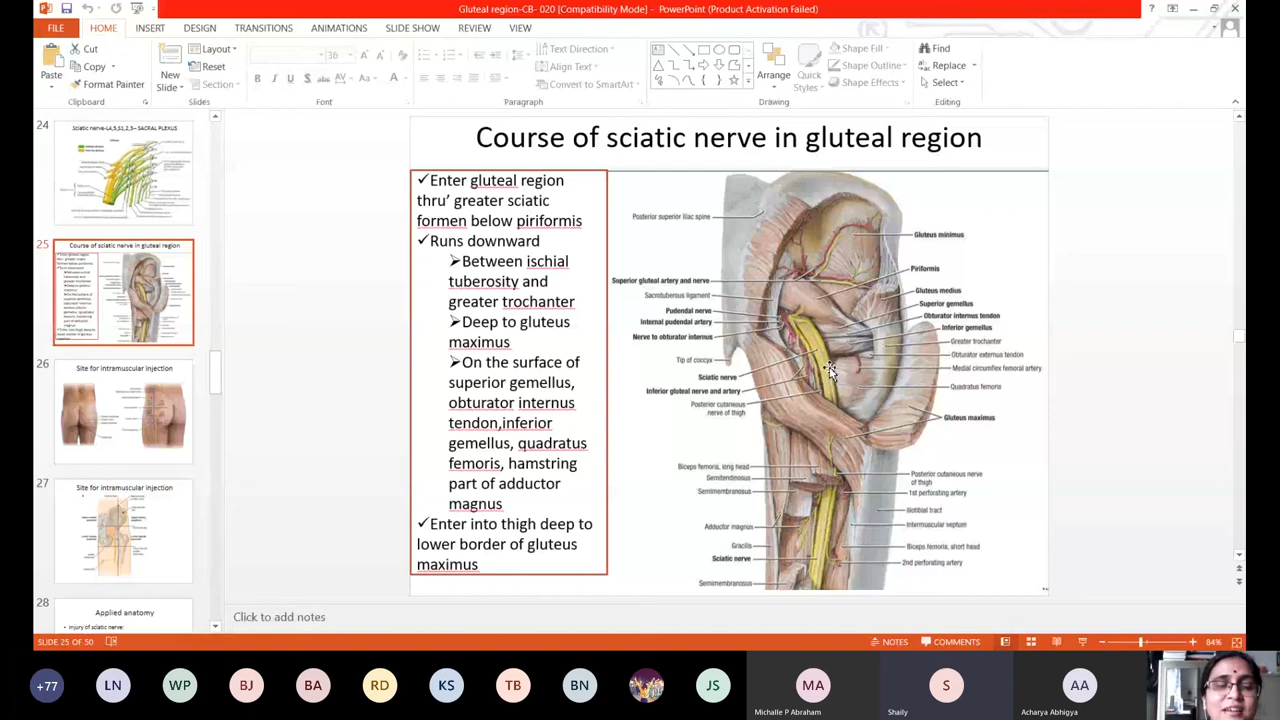 Gluteal region-CB- 020 [Compatibility Mode] - PowerPoint (Product Activation Failed)
FILE HOME INSERT DESIGN TRANSITIONS ANIMATIONS SLIDE SHOW REVIEW VIEW
Paste
Cut
Copy
Format Painter
Clipboard
New
Slide
Layout
Reset
Section
Slides
36
B I U S abc AV Aa A
Font
Text Direction
Align Text
Convert to SmartArt
Paragraph
Arrange
Quick
Styles
Shape Fill
Shape Outline
Shape Effects
Drawing
Find
Replace
Select
Editing
24
Sciatic nerve-L4,5,S1,2,3– SACRAL PLEXUS
25
Course of sciatic nerve in gluteal region
26
Site for intramuscular injection
27
Site for intramuscular injection
28
Applied anatomy
• Injury of sciatic nerve:
Course of sciatic nerve in gluteal region
✓Enter gluteal region
thru’ greater sciatic
formen below piriformis
✓Runs downward
➢Between ischial
tuberosity and
greater trochanter
➢Deep to gluteus
maximus
➢On the surface of
superior gemellus,
obturator internus
tendon,inferior
gemellus, quadratus
femoris, hamstring
part of adductor
magnus
✓Enter into thigh deep to
lower border of gluteus
maximus
Posterior superior iliac spine
Superior gluteal artery and nerve
Sacrotuberous ligament
Pudendal nerve
Internal pudendal artery
Nerve to obturator internus
Tip of coccyx
Sciatic nerve
Inferior gluteal nerve and artery
Posterior cutaneous
nerve of thigh
Biceps femoris, long head
Semitendinosus
Semimembranosus
Adductor magnus
Gracilis
Sciatic nerve
Semimembranosus
Gluteus minimus
Piriformis
Gluteus medius
Superior gemellus
Obturator internus tendon
Inferior gemellus
Greater trochanter
Obturator externus tendon
Medial circumflex femoral artery
Quadratus femoris
Gluteus maximus
Posterior cutaneous nerve
of thigh
1st perforating artery
Iliotibial tract
Intermuscular septum
Biceps femoris, short head
2nd perforating artery
Click to add notes
SLIDE 25 OF 50
NOTES COMMENTS 84%
+77 LN WP BJ BA RD KS TB BN JS MA S AA
Michalle P Abraham Shaily Acharya Abhigya